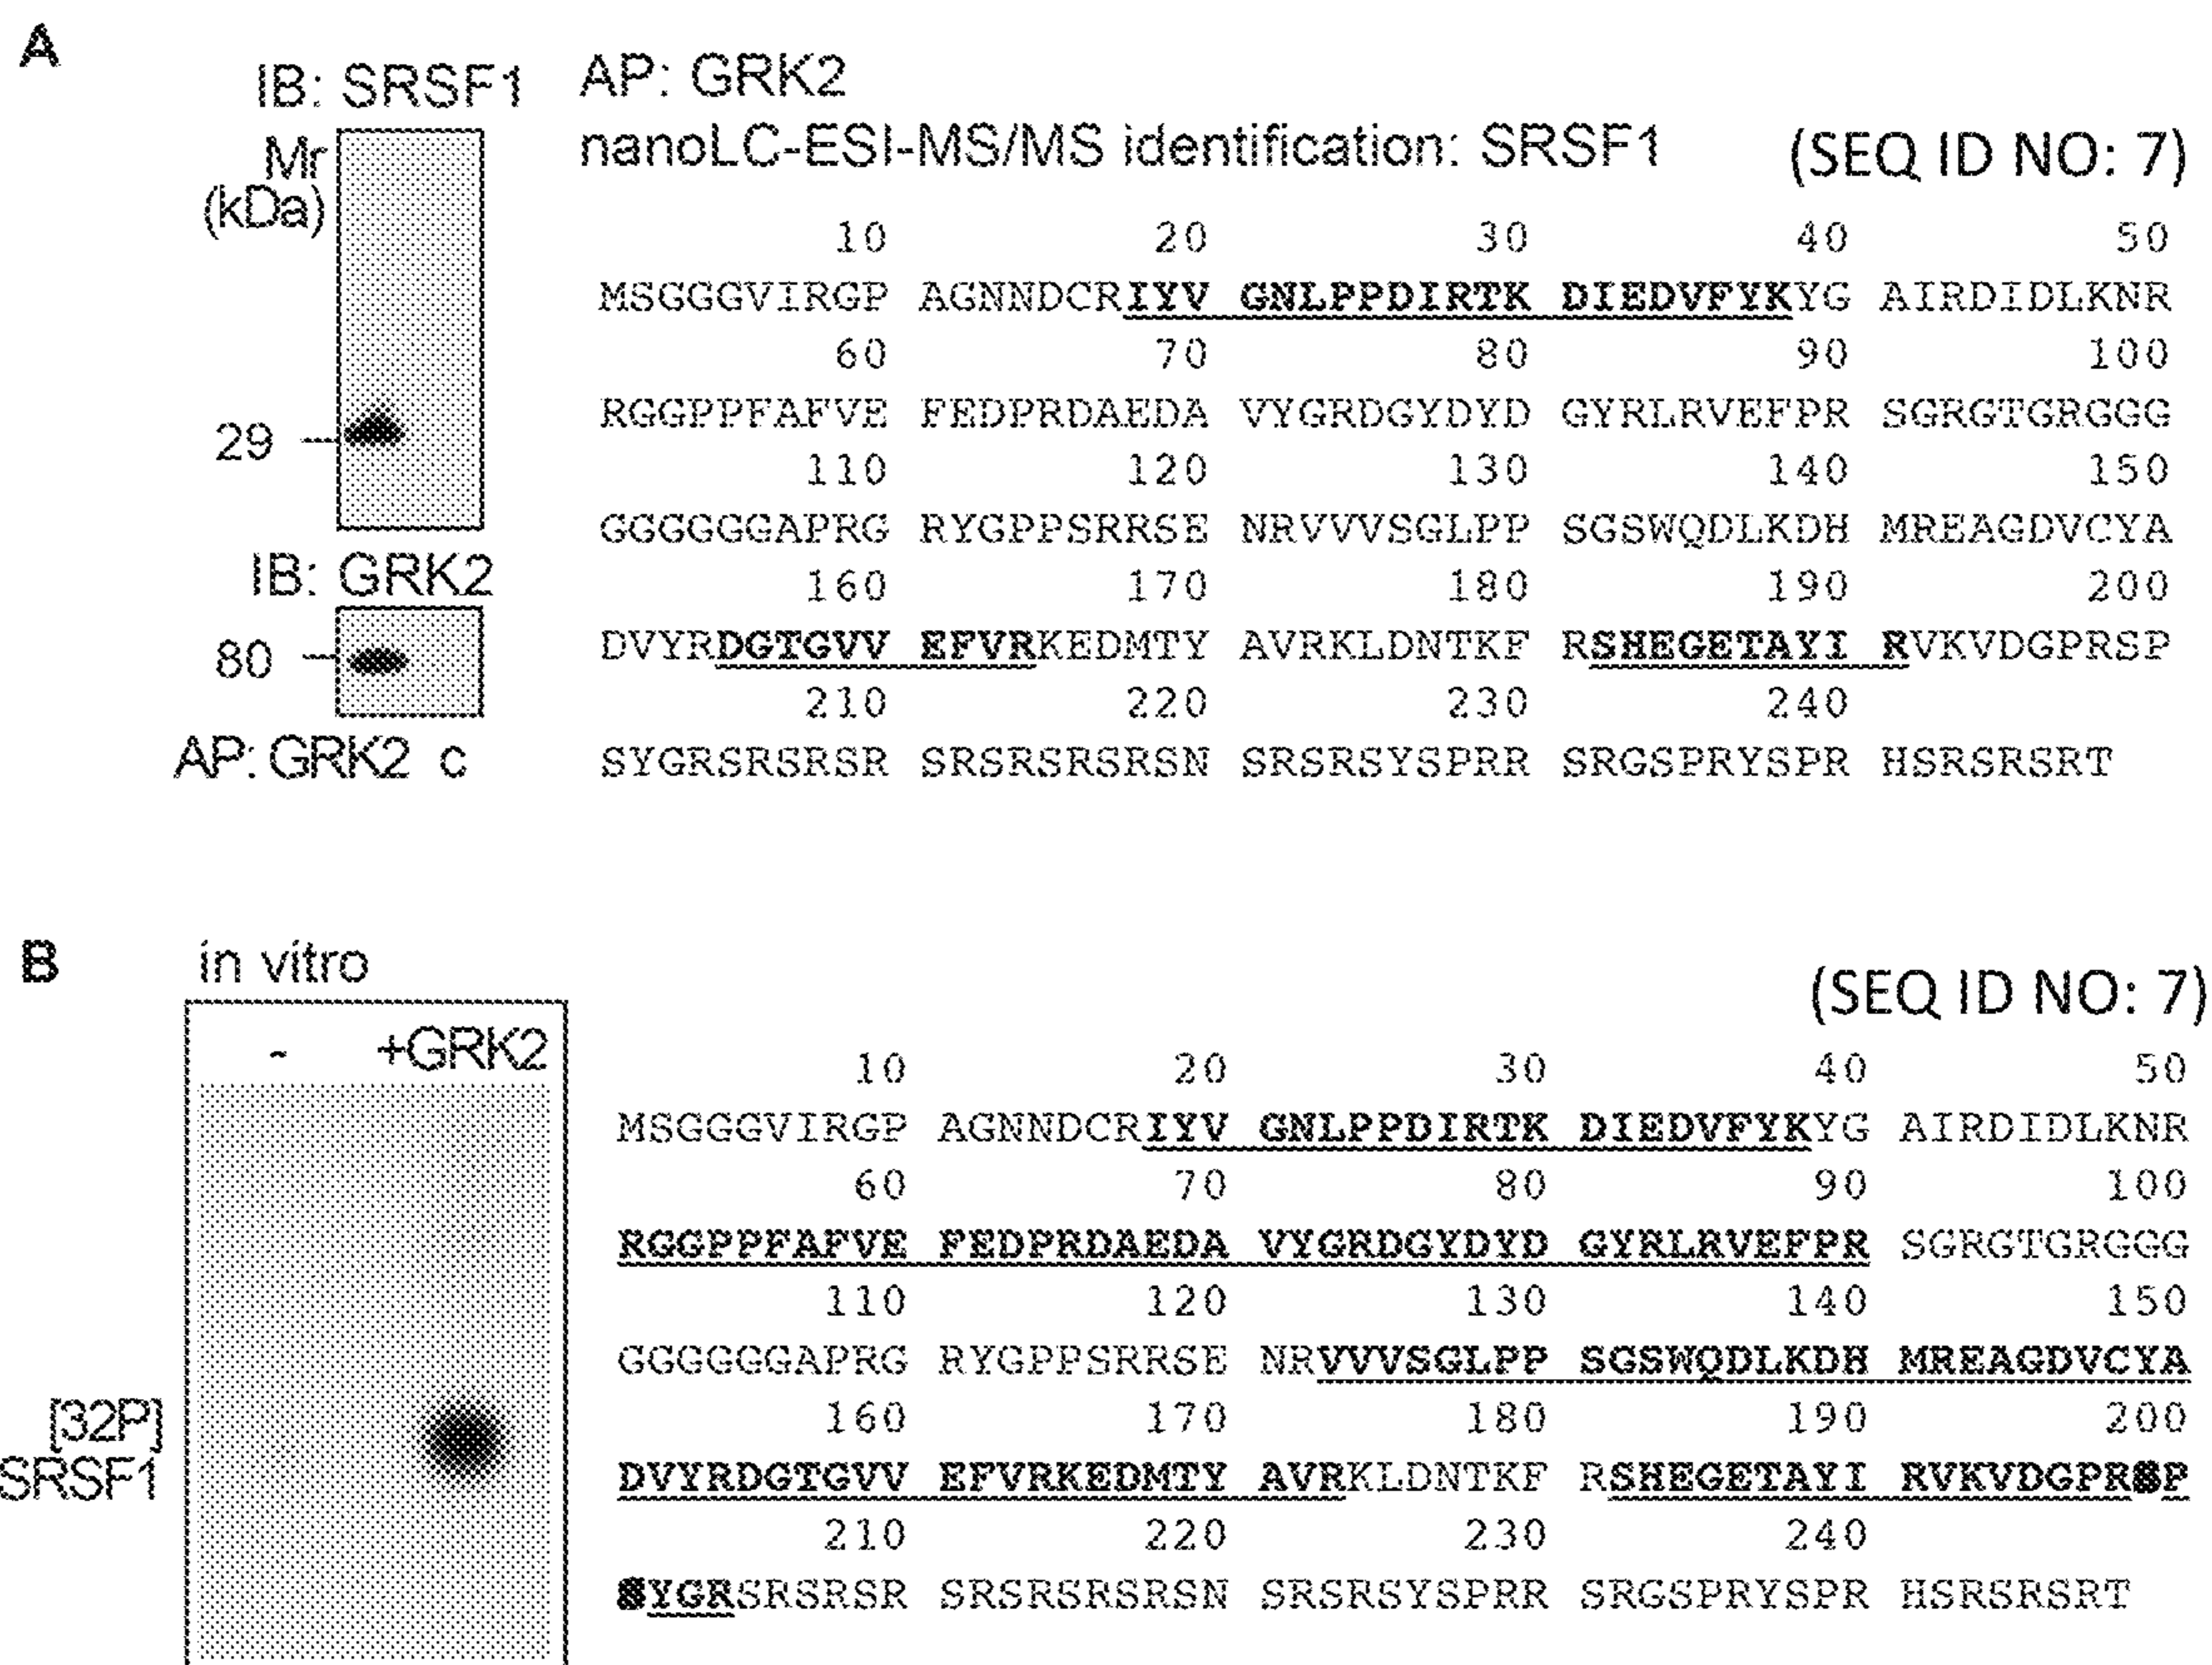 A
IB: SRSF1
Mr
(kDa)
29
IB: GRK2
80
AP: GRK2 c
AP: GRK2
nanoLC-ESI-MS/MS identification: SRSF1 (SEQ ID NO: 7)
10 20 30 40 50
MSGGGVIRGP AGNNDCRIYV GNLPPDIRTK DIEDVFYKYG AIRDIDLKNR
60 70 80 90 100
RGGPPFAFVE FEDPRDAEDA VYGRDGYDYD GYRLRVEFPR SGRGTGRGGG
110 120 130 140 150
GGGGGGAPRG RYGPPSRRSE NRVVVSGLPP SGSWQDLKDH MREAGDVCYA
160 170 180 190 200
DVYRDGTGVV EFVRKEDMTY AVRKLDNTKF RSHEGETAYI RVKVDGPRSP
210 220 230 240
SYGRSRSRSR SRSRSRSRSN SRSRSYSPRR SRGSPRYSPR HSRSRSRT
B
in vitro
- +GRK2
[32P]
SRSF1
(SEQ ID NO: 7)
10 20 30 40 50
MSGGGVIRGP AGNNDCRIYV GNLPPDIRTK DIEDVFYKYG AIRDIDLKNR
60 70 80 90 100
RGGPPFAFVE FEDPRDAEDA VYGRDGYDYD GYRLRVEFPR SGRGTGRGGG
110 120 130 140 150
GGGGGGAPRG RYGPPSRRSE NRVVVSGLPP SGSWQDLKDH MREAGDVCYA
160 170 180 190 200
DVYRDGTGVV EFVRKEDMTY AVRKLDNTKF RSHEGETAYI RVKVDGPRSP
210 220 230 240
SYGRSRSRSR SRSRSRSRSN SRSRSYSPRR SRGSPRYSPR HSRSRSRT